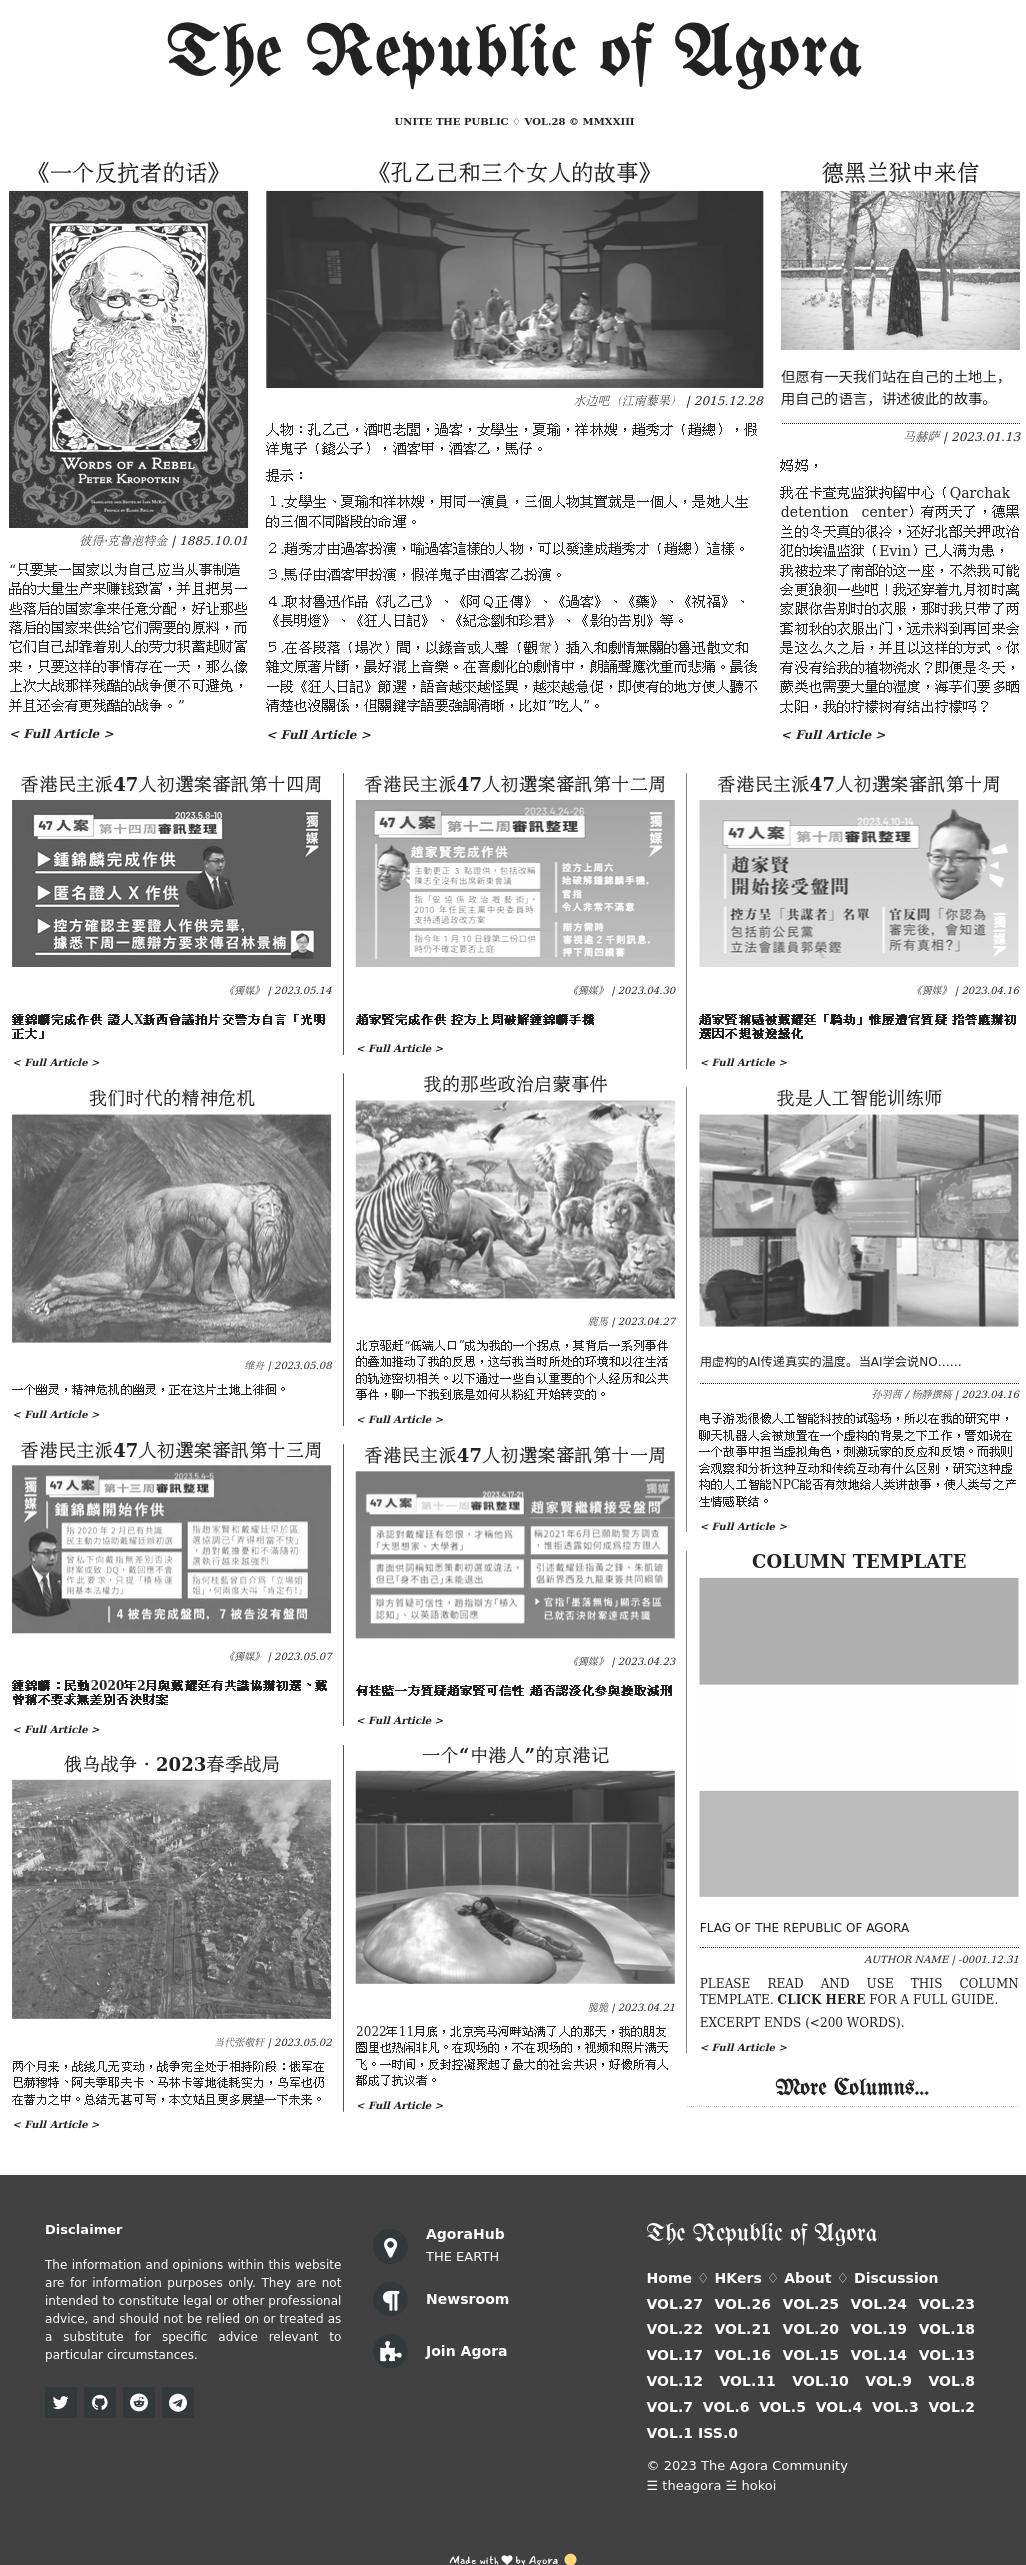 The Republic of Agora
UNITE THE PUBLIC ♢ VOL.28 © MMXXIII
《一个反抗者的话》
WORDS OF A REBEL
PETER KROPOTKIN
彼得·克鲁泡特金 | 1885.10.01
“只要某一国家以为自己应当从事制造
品的大量生产来赚钱致富，并且把另一
些落后的国家拿来任意分配，好让那些
落后的国家来供给它们需要的原料，而
它们自己却靠着别人的劳力积蓄起财富
来，只要这样的事情存在一天，那么像
上次大战那样残酷的战争便不可避免，
并且还会有更残酷的战争。”
< Full Article >
《孔乙己和三个女人的故事》
水边吧（江南藜果） | 2015.12.28
人物：孔乙己，酒吧老闆，過客，女學生，夏瑜，祥林嫂，趙秀才（趙總），假
洋鬼子（錢公子），酒客甲，酒客乙，馬仔。
提示：
１.女學生、夏瑜和祥林嫂，用同一演員，三個人物其實就是一個人，是她人生
的三個不同階段的命運。
２.趙秀才由過客扮演，喻過客這樣的人物，可以發達成趙秀才（趙總）這樣。
３.馬仔由酒客甲扮演，假洋鬼子由酒客乙扮演。
４.取材魯迅作品《孔乙己》、《阿Ｑ正傳》、《過客》、《藥》、《祝福》、
《長明燈》、《狂人日記》、《紀念劉和珍君》、《影的告別》等。
５.在各段落（場次）間，以錄音或人聲（觀眾）插入和劇情無關的魯迅散文和
雜文原著片斷，最好混上音樂。在喜劇化的劇情中，朗誦聲應沈重而悲痛。最後
一段《狂人日記》節選，語音越來越怪異，越來越急促，即使有的地方使人聽不
清楚也沒關係，但關鍵字語要強調清晰，比如”吃人”。
< Full Article >
德黑兰狱中来信
但愿有一天我们站在自己的土地上，
用自己的语言，讲述彼此的故事。
马赫萨 | 2023.01.13
妈妈，
我在卡查克监狱拘留中心（Qarchak
detention center）有两天了，德黑
兰的冬天真的很冷，还好北部关押政治
犯的埃温监狱（Evin）已人满为患，
我被拉来了南部的这一座，不然我可能
会更狼狈一些吧！我还穿着九月初时离
家跟你告别时的衣服，那时我只带了两
套初秋的衣服出门，远未料到再回来会
是这么久之后，并且以这样的方式。你
有没有给我的植物浇水？即便是冬天，
蕨类也需要大量的湿度，海芋们要多晒
太阳，我的柠檬树有结出柠檬吗？
< Full Article >
香港民主派47人初選案審訊第十四周
2023.5.8-10
47 人案 第十四周審訊整理
獨媒
▶鍾錦麟完成作供
▶匿名證人 X 作供
▶控方確認主要證人作供完畢，
據悉下周一應辯方要求傳召林景楠
《獨媒》 | 2023.05.14
鍾錦麟完成作供 證人X新西會議拍片交警方自言「光明
正大」
< Full Article >
我们时代的精神危机
维舟 | 2023.05.08
一个幽灵，精神危机的幽灵，正在这片土地上徘徊。
< Full Article >
香港民主派47人初選案審訊第十三周
2023.5.4-5
47 人案 第十三周審訊整理
獨媒
鍾錦麟開始作供
指 2020 年 2 月已有共識
民主動力協助戴耀廷辦初選
曾私下向戴指無差別否決
財案或致 DQ，戴回應不會
作此要求，只提「積極運
用基本法權力」
指趙家賢和戴耀廷早於區
選協調已「弄得相當不快」
，趙對戴擔憂和不滿隨初
選執行越來越強烈
指何桂藍曾自介為「立場姐
姐」，何兩度大叫「肯定冇！」
4 被告完成盤問，7 被告沒有盤問
《獨媒》 | 2023.05.07
鍾錦麟：民動2020年2月與戴耀廷有共識協辦初選、戴
曾稱不要求無差別否決財案
< Full Article >
俄乌战争 · 2023春季战局
当代张敬轩 | 2023.05.02
两个月来，战线几无变动，战争完全处于相持阶段：俄军在
巴赫穆特、阿夫季耶夫卡、马林卡等地徒耗实力，乌军也仍
在蓄力之中。总结无甚可写，本文姑且更多展望一下未来。
< Full Article >
香港民主派47人初選案審訊第十二周
2023.4.24-26
47 人案 第十二周審訊整理
獨媒
趙家賢完成作供
主動更正 3 點證供，包括改稱
陳志全沒有出席新東會議
指「妥協係政治嘅藝術」，
2010 年任民主黨中央委員時
支持通過政改方案
指今年 1 月 10 日錄第二份口供
時仍不確定要否上庭
控方上周六
始破解鍾錦麟手機，
官指
令人非常不滿意
辯方需時
審視逾 2 千則訊息，
押下周四續審
《獨媒》 | 2023.04.30
趙家賢完成作供 控方上周破解鍾錦麟手機
< Full Article >
我的那些政治启蒙事件
鹿馬 | 2023.04.27
北京驱赶“低端人口”成为我的一个拐点，其背后一系列事件
的叠加推动了我的反思，这与我当时所处的环境和以往生活
的轨迹密切相关。以下通过一些自认重要的个人经历和公共
事件，聊一下我到底是如何从粉红开始转变的。
< Full Article >
香港民主派47人初選案審訊第十一周
2023.4.17-21
47 人案 第十一周審訊整理 趙家賢繼續接受盤問
獨媒
承認對戴耀廷有怨恨，才稱他為
「大思想家、大學者」
書面供詞稱知悉策劃初選或違法，
但已「身不由己」未能退出
辯方質疑可信性，趙指辯方「植入
認知」、以英語激動回應
稱2021年6月已願助警方調查
，惟拒透露如何成為控方證人
引述戴耀廷指黃之鋒、朱凱廸
倡新界西及九龍東簽共同綱領
▶官指「墨落無悔」顯示各區
已就否決財案達成共識
《獨媒》 | 2023.04.23
何桂藍一方質疑趙家賢可信性 趙否認淡化參與換取減刑
< Full Article >
一个“中港人”的京港记
脆脆 | 2023.04.21
2022年11月底，北京亮马河畔站满了人的那天，我的朋友
圈里也热闹非凡。在现场的，不在现场的，视频和照片满天
飞。一时间，反封控凝聚起了最大的社会共识，好像所有人
都成了抗议者。
< Full Article >
香港民主派47人初選案審訊第十周
2023.4.10-14
47 人案 第十周審訊整理
趙家賢
開始接受盤問
控方呈「共謀者」名單
包括前公民黨
立法會議員郭榮鏗
官反問「你認為
審完後，會知道
所有真相？」
獨媒
《獨媒》 | 2023.04.16
趙家賢稱感被戴耀廷「騎劫」惟屢遭官質疑 指答應辦初
選因不想被邊緣化
< Full Article >
我是人工智能训练师
用虚构的AI传递真实的温度。当AI学会说NO……
孙羽茜 / 杨静撰稿 | 2023.04.16
电子游戏很像人工智能科技的试验场，所以在我的研究中，
聊天机器人会被放置在一个虚构的背景之下工作，譬如说在
一个故事中担当虚拟角色，刺激玩家的反应和反馈。而我则
会观察和分析这种互动和传统互动有什么区别，研究这种虚
构的人工智能NPC能否有效地给人类讲故事，使人类与之产
生情感联结。
< Full Article >
COLUMN TEMPLATE
FLAG OF THE REPUBLIC OF AGORA
AUTHOR NAME | -0001.12.31
PLEASE READ AND USE THIS COLUMN
TEMPLATE. CLICK HERE FOR A FULL GUIDE.
EXCERPT ENDS (<200 WORDS).
< Full Article >
More Columns...
Disclaimer
The information and opinions within this website
are for information purposes only. They are not
intended to constitute legal or other professional
advice, and should not be relied on or treated as
a substitute for specific advice relevant to
particular circumstances.
AgoraHub
THE EARTH
Newsroom
Join Agora
The Republic of Agora
Home ♢ HKers ♢ About ♢ Discussion
VOL.27 VOL.26 VOL.25 VOL.24 VOL.23
VOL.22 VOL.21 VOL.20 VOL.19 VOL.18
VOL.17 VOL.16 VOL.15 VOL.14 VOL.13
VOL.12 VOL.11 VOL.10 VOL.9 VOL.8
VOL.7 VOL.6 VOL.5 VOL.4 VOL.3 VOL.2
VOL.1 ISS.0
© 2023 The Agora Community
☰ theagora ☱ hokoi
Made with ♥ by Agora